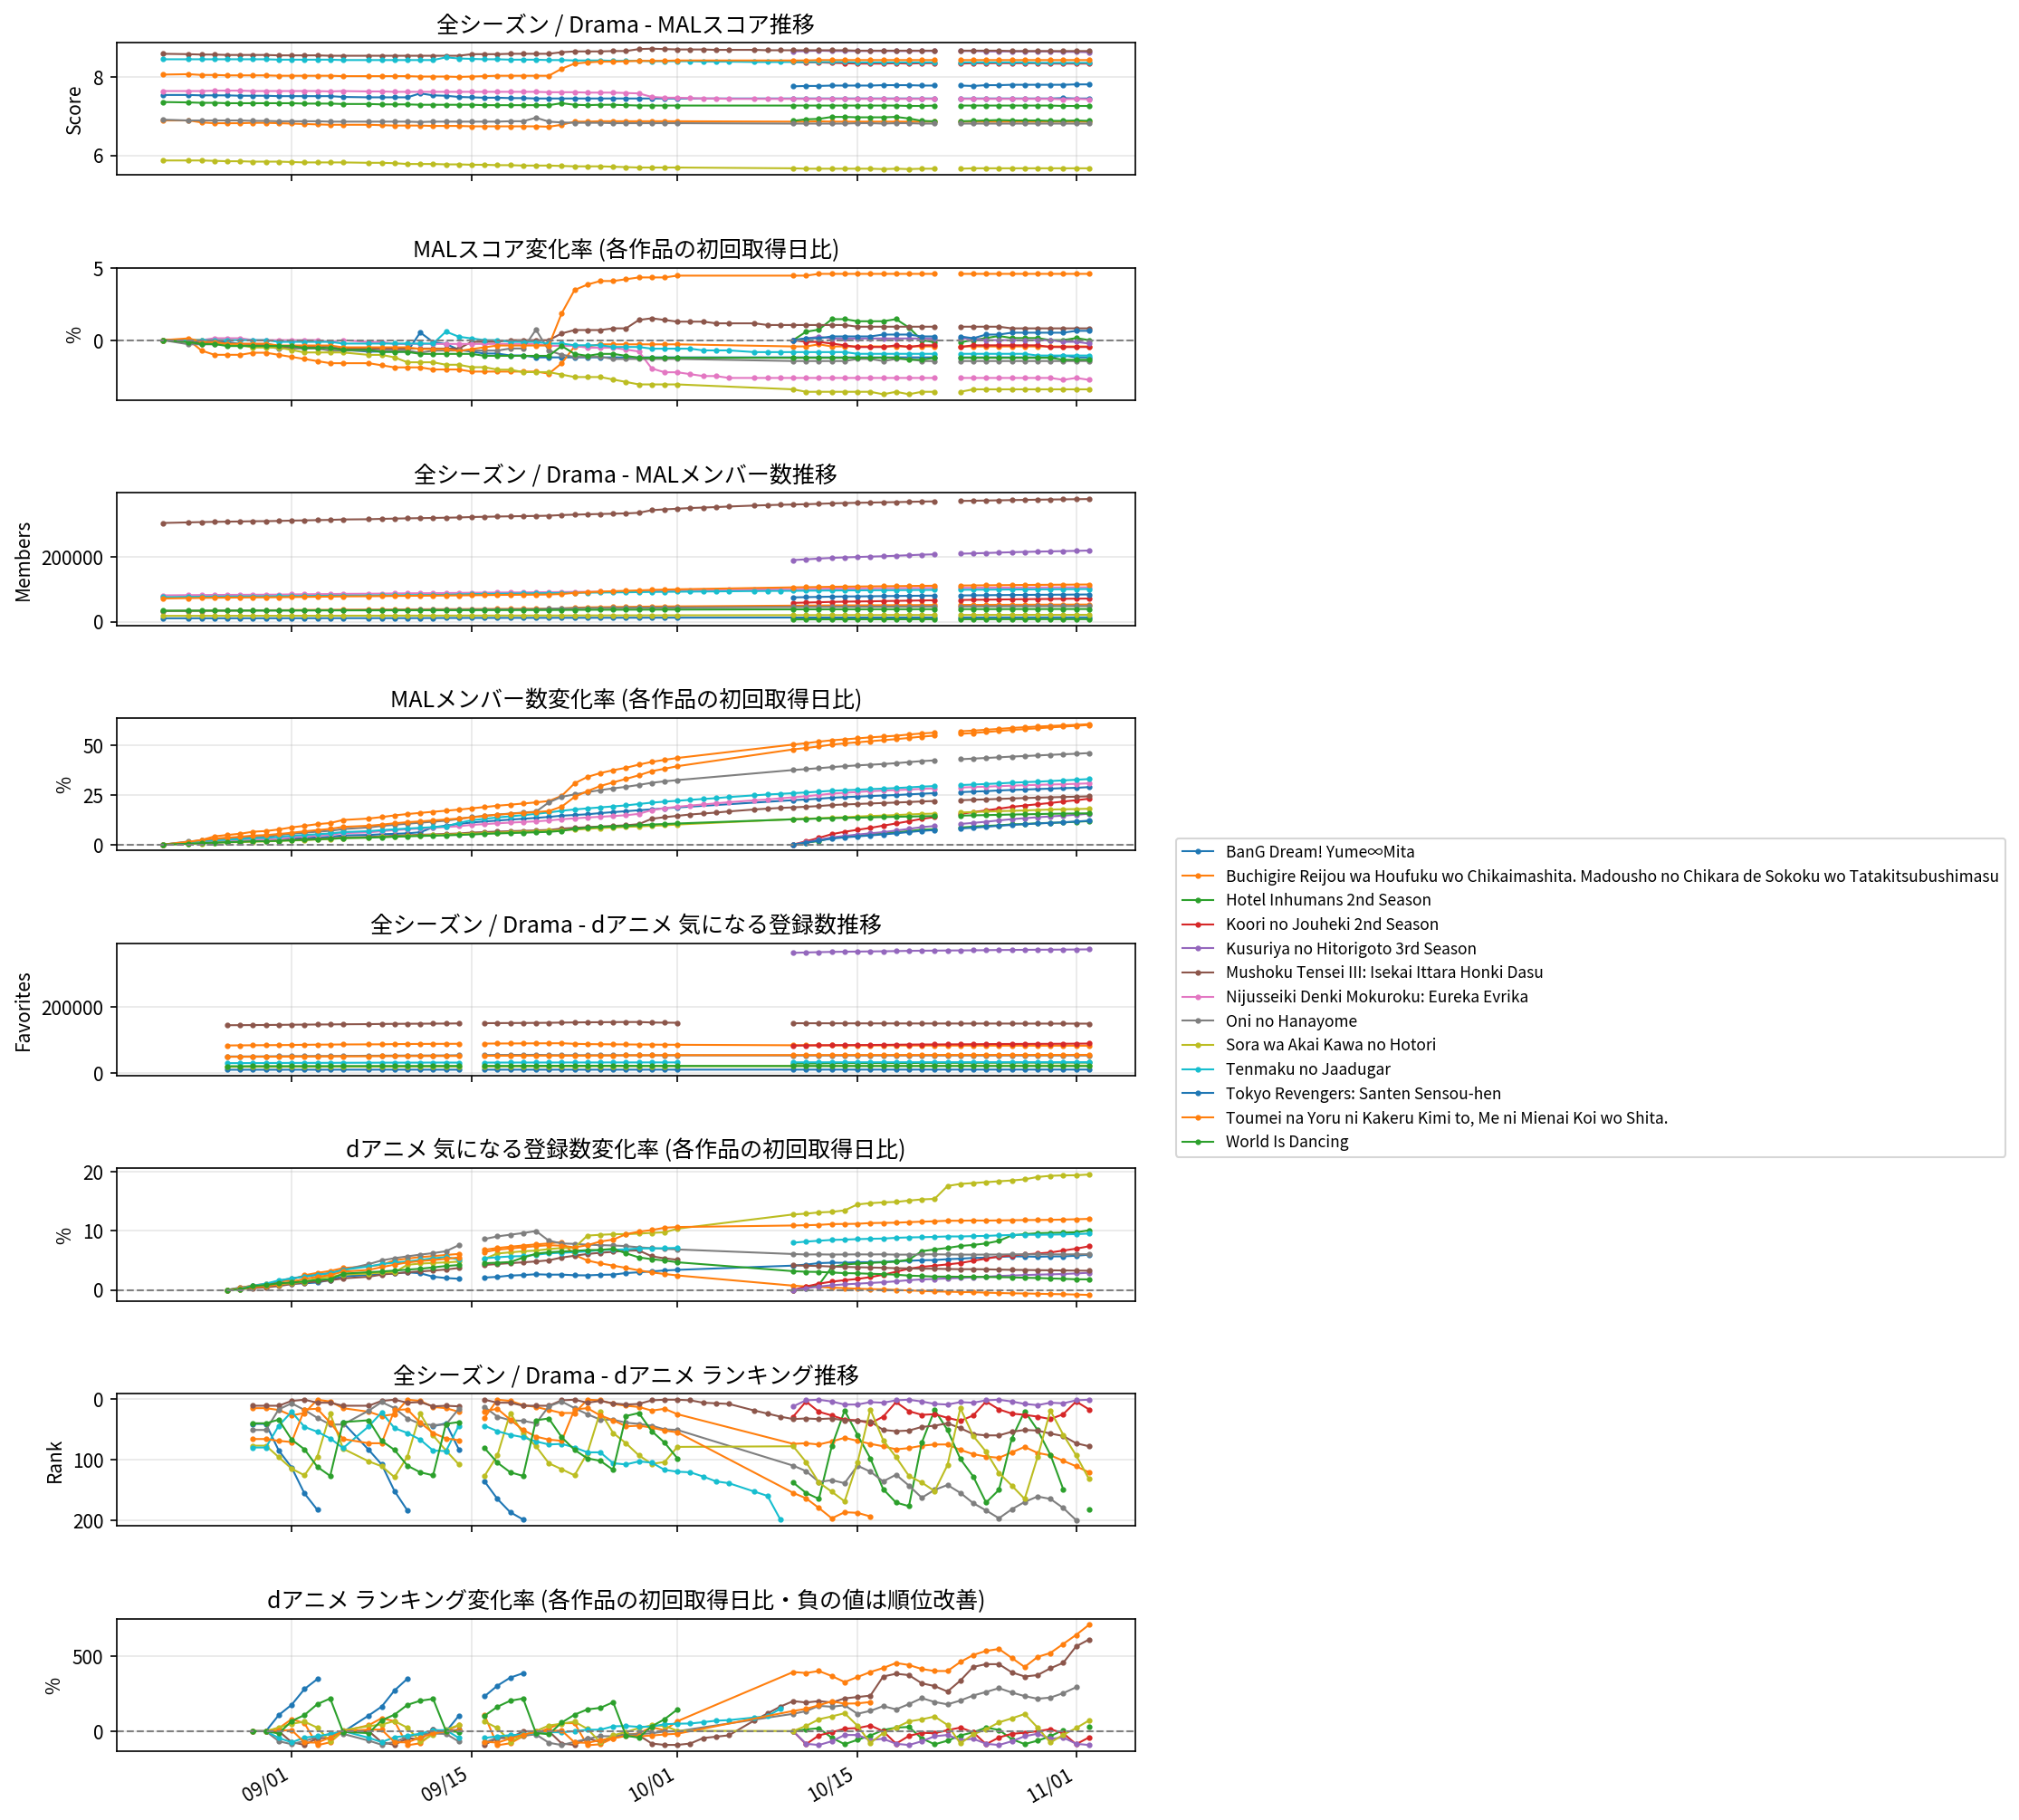 全シーズン / Drama - MALスコア推移
8
6
Score
MALスコア変化率 (各作品の初回取得日比)
5
0
%
全シーズン / Drama - MALメンバー数推移
200000
0
Members
MALメンバー数変化率 (各作品の初回取得日比)
50
25
0
%
全シーズン / Drama - dアニメ 気になる登録数推移
200000
0
Favorites
dアニメ 気になる登録数変化率 (各作品の初回取得日比)
20
10
0
%
全シーズン / Drama - dアニメ ランキング推移
0
100
200
Rank
dアニメ ランキング変化率 (各作品の初回取得日比・負の値は順位改善)
500
0
%
09/01
09/15
10/01
10/15
11/01
BanG Dream! Yume∞Mita
Buchigire Reijou wa Houfuku wo Chikaimashita. Madousho no Chikara de Sokoku wo Tatakitsubushimasu
Hotel Inhumans 2nd Season
Koori no Jouheki 2nd Season
Kusuriya no Hitorigoto 3rd Season
Mushoku Tensei III: Isekai Ittara Honki Dasu
Nijusseiki Denki Mokuroku: Eureka Evrika
Oni no Hanayome
Sora wa Akai Kawa no Hotori
Tenmaku no Jaadugar
Tokyo Revengers: Santen Sensou-hen
Toumei na Yoru ni Kakeru Kimi to, Me ni Mienai Koi wo Shita.
World Is Dancing